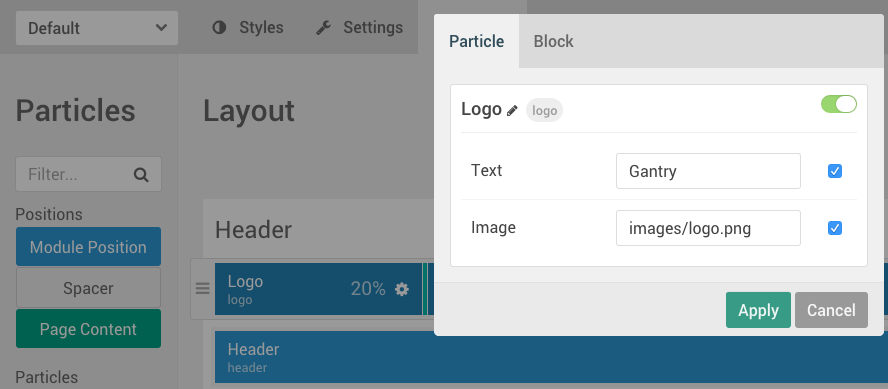 Default
Styles
Settings
Particles
Filter...
Positions
Module Position
Spacer
Page Content
Particles
Layout
Header
Logo
logo
20%
Header
header
Particle
Block
Logo
logo
Text
Gantry
Image
images/logo.png
Apply
Cancel